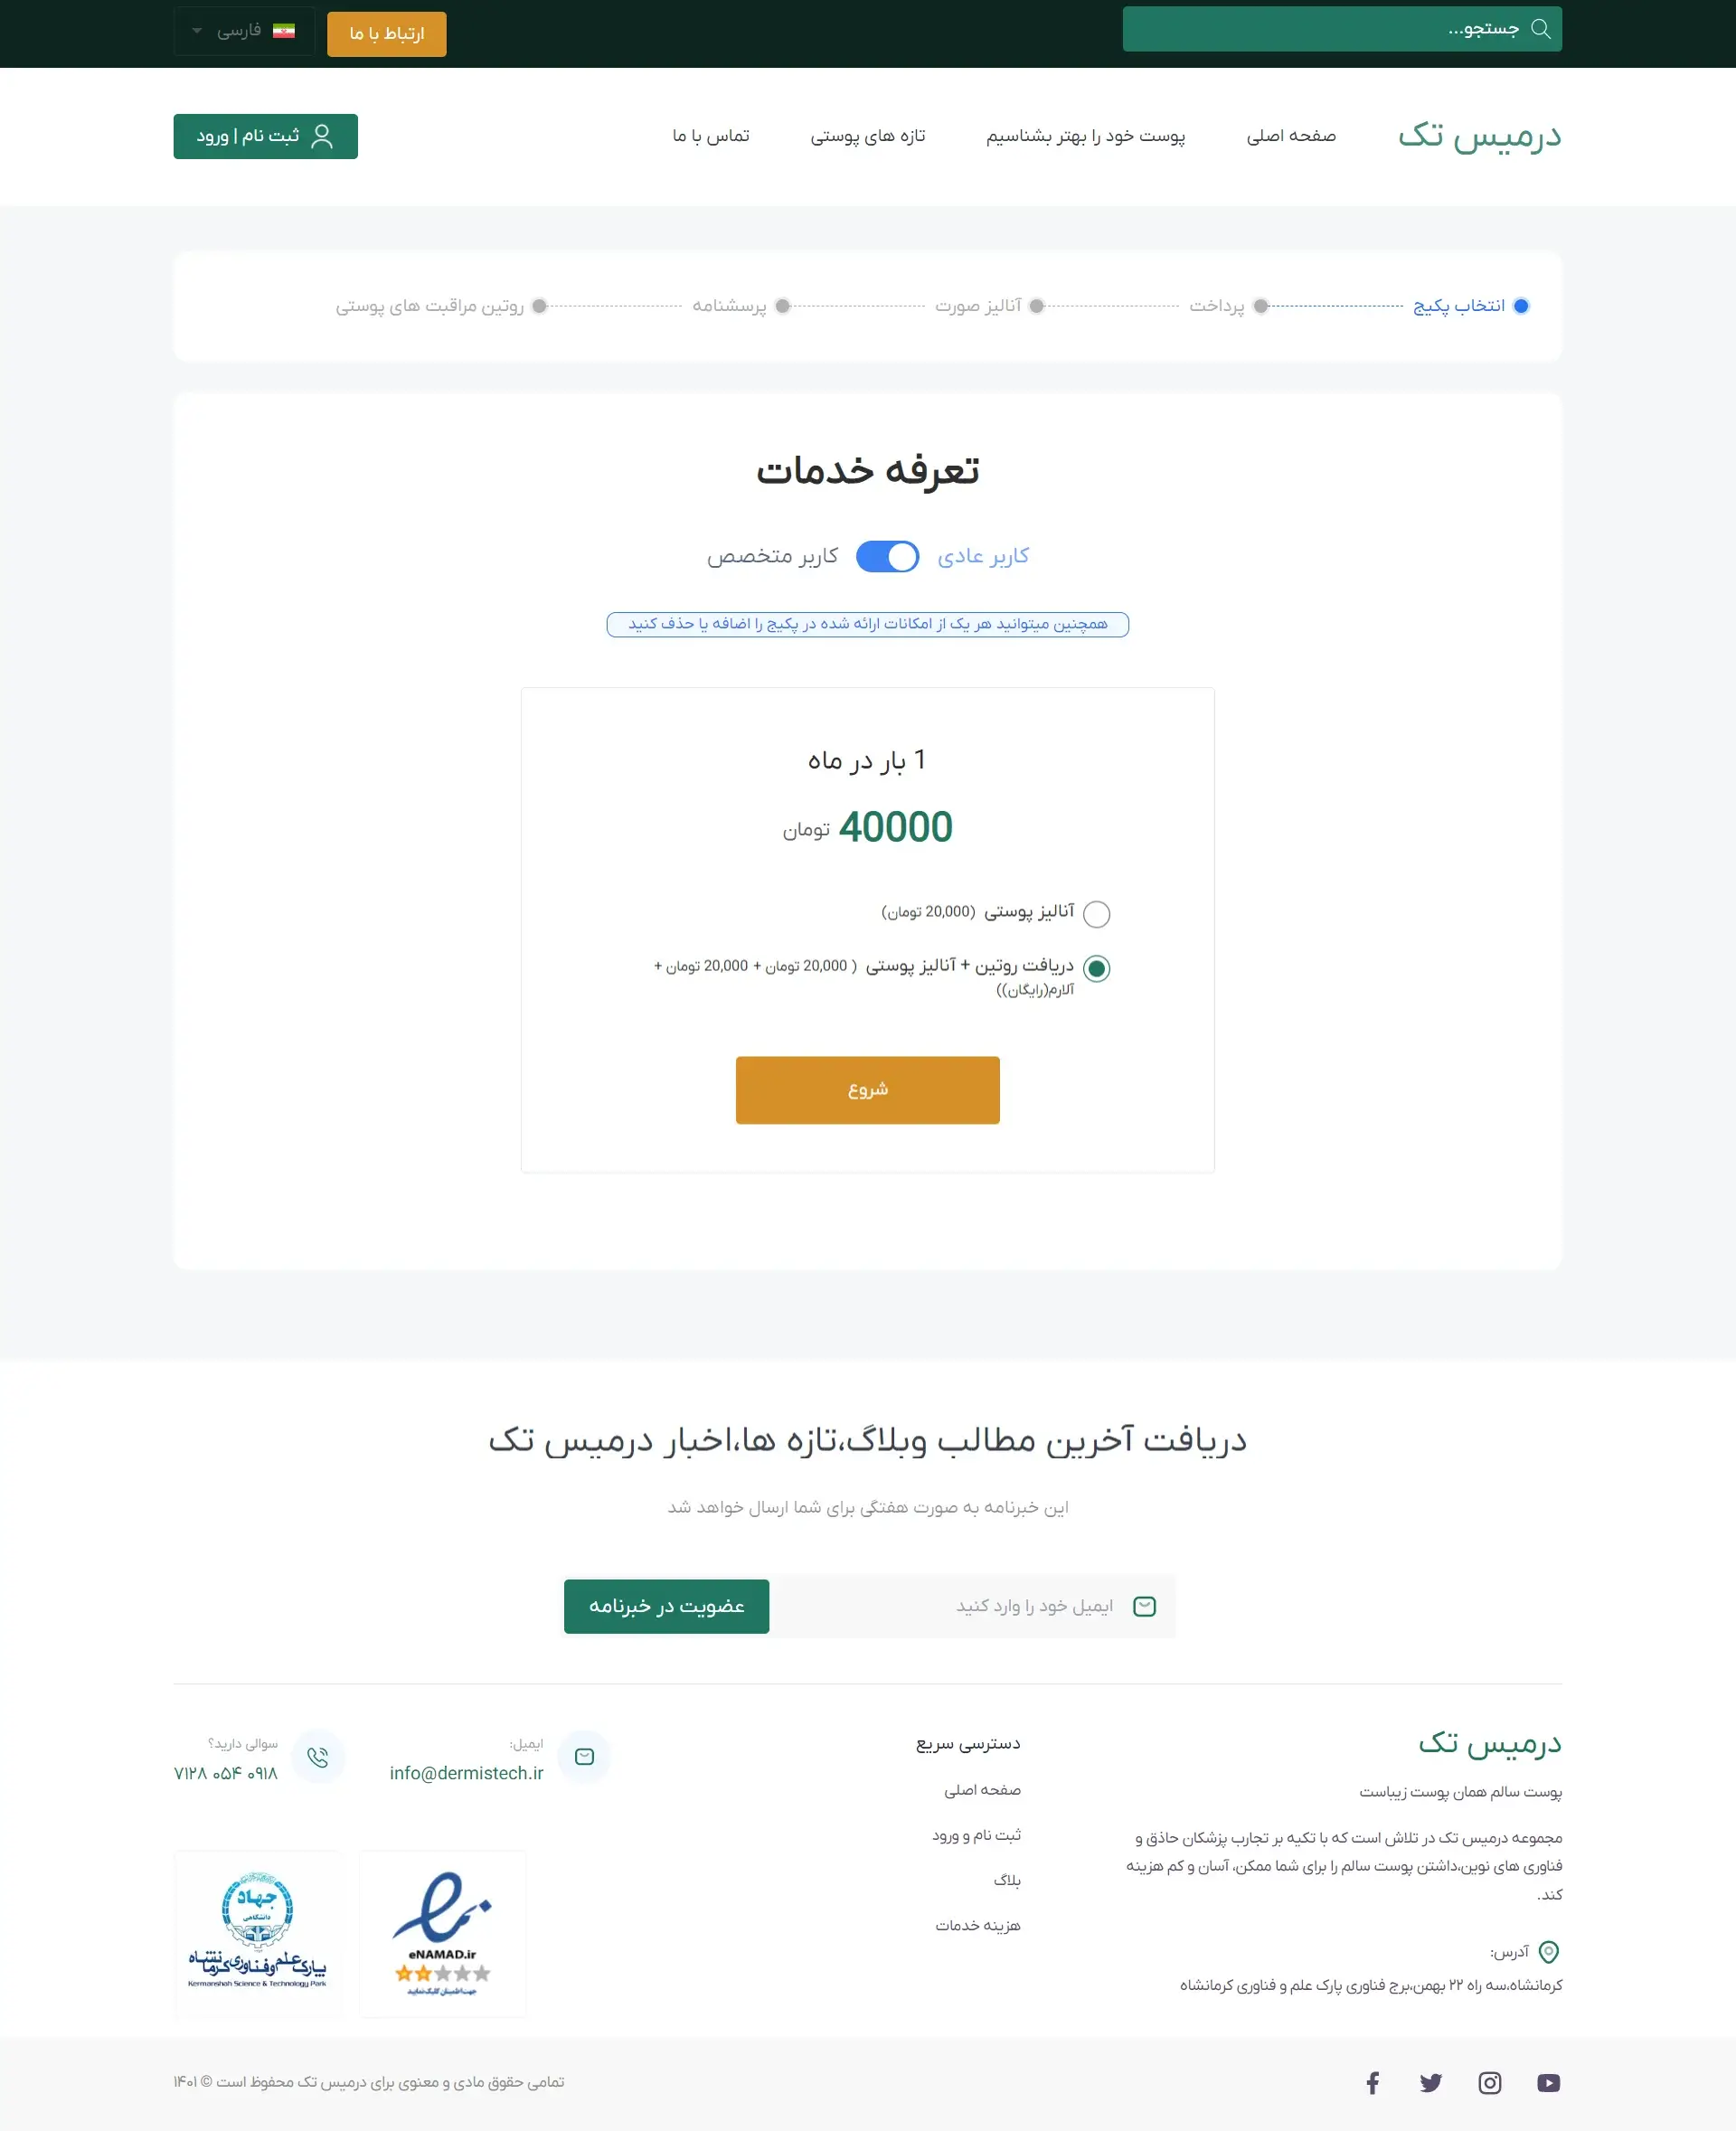 جستجو...
ارتباط با ما
فارسی
درمیس تک
صفحه اصلی
پوست خود را بهتر بشناسیم
تازه های پوستی
تماس با ما
ثبت نام | ورود
انتخاب پکیج
پرداخت
آنالیز صورت
پرسشنامه
روتین مراقبت های پوستی
تعرفه خدمات
کاربر عادی
کاربر متخصص
همچنین میتوانید هر یک از امکانات ارائه شده در پکیج را اضافه یا حذف کنید
1 بار در ماه
40000 تومان
آنالیز پوستی (20,000 تومان)
دریافت روتین + آنالیز پوستی ( 20,000 تومان + 20,000 تومان +
آلارم(رایگان))
شروع
دریافت آخرین مطالب وبلاگ،تازه ها،اخبار درمیس تک
این خبرنامه به صورت هفتگی برای شما ارسال خواهد شد
ایمیل خود را وارد کنید
عضویت در خبرنامه
درمیس تک
پوست سالم همان پوست زیباست
مجموعه درمیس تک در تلاش است که با تکیه بر تجارب پزشکان حاذق و
فناوری های نوین،داشتن پوست سالم را برای شما ممکن، آسان و کم هزینه
کند.
آدرس:
کرمانشاه،سه راه ۲۲ بهمن،برج فناوری پارک علم و فناوری کرمانشاه
دسترسی سریع
صفحه اصلی
ثبت نام و ورود
بلاگ
هزینه خدمات
ایمیل:
info@dermistech.ir
سوالی دارید؟
۰۹۱۸ ۰۵۴ ۷۱۲۸
eNAMAD.ir
جهت اطمینان کلیک نمایید
جهاد
دانشگاهی
پارک علم و فناوری کرمانشاه
Kermanshah Science & Technology Park
تمامی حقوق مادی و معنوی برای درمیس تک محفوظ است © ۱۴۰۱